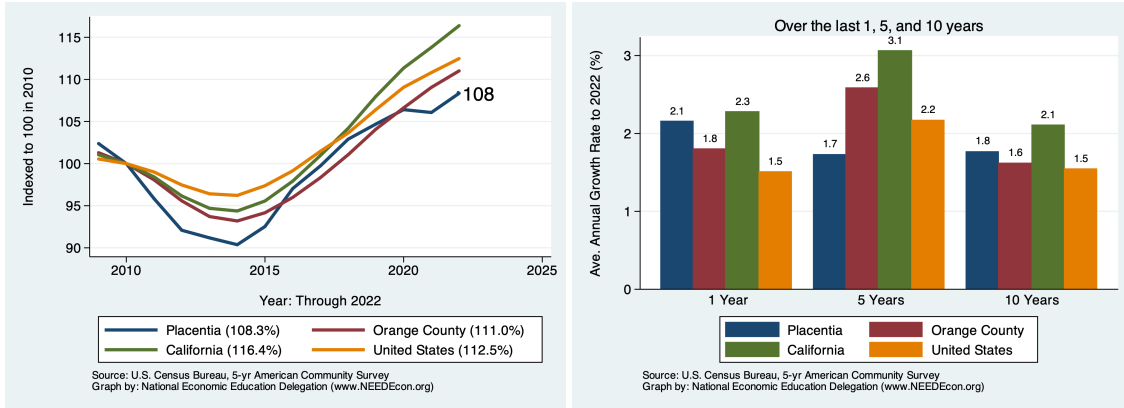 Indexed to 100 in 2010
115
110
105
100
95
90
108
2010
2015
2020
2025
Year: Through 2022
Placentia (108.3%)
Orange County (111.0%)
California (116.4%)
United States (112.5%)
Source: U.S. Census Bureau, 5-yr American Community Survey
Graph by: National Economic Education Delegation (www.NEEDEcon.org)
Over the last 1, 5, and 10 years
Ave. Annual Growth Rate to 2022 (%)
3
2
1
0
2.1
1.8
2.3
1.5
1.7
2.6
3.1
2.2
1.8
1.6
2.1
1.5
1 Year
5 Years
10 Years
Placentia
Orange County
California
United States
Source: U.S. Census Bureau, 5-yr American Community Survey
Graph by: National Economic Education Delegation (www.NEEDEcon.org)